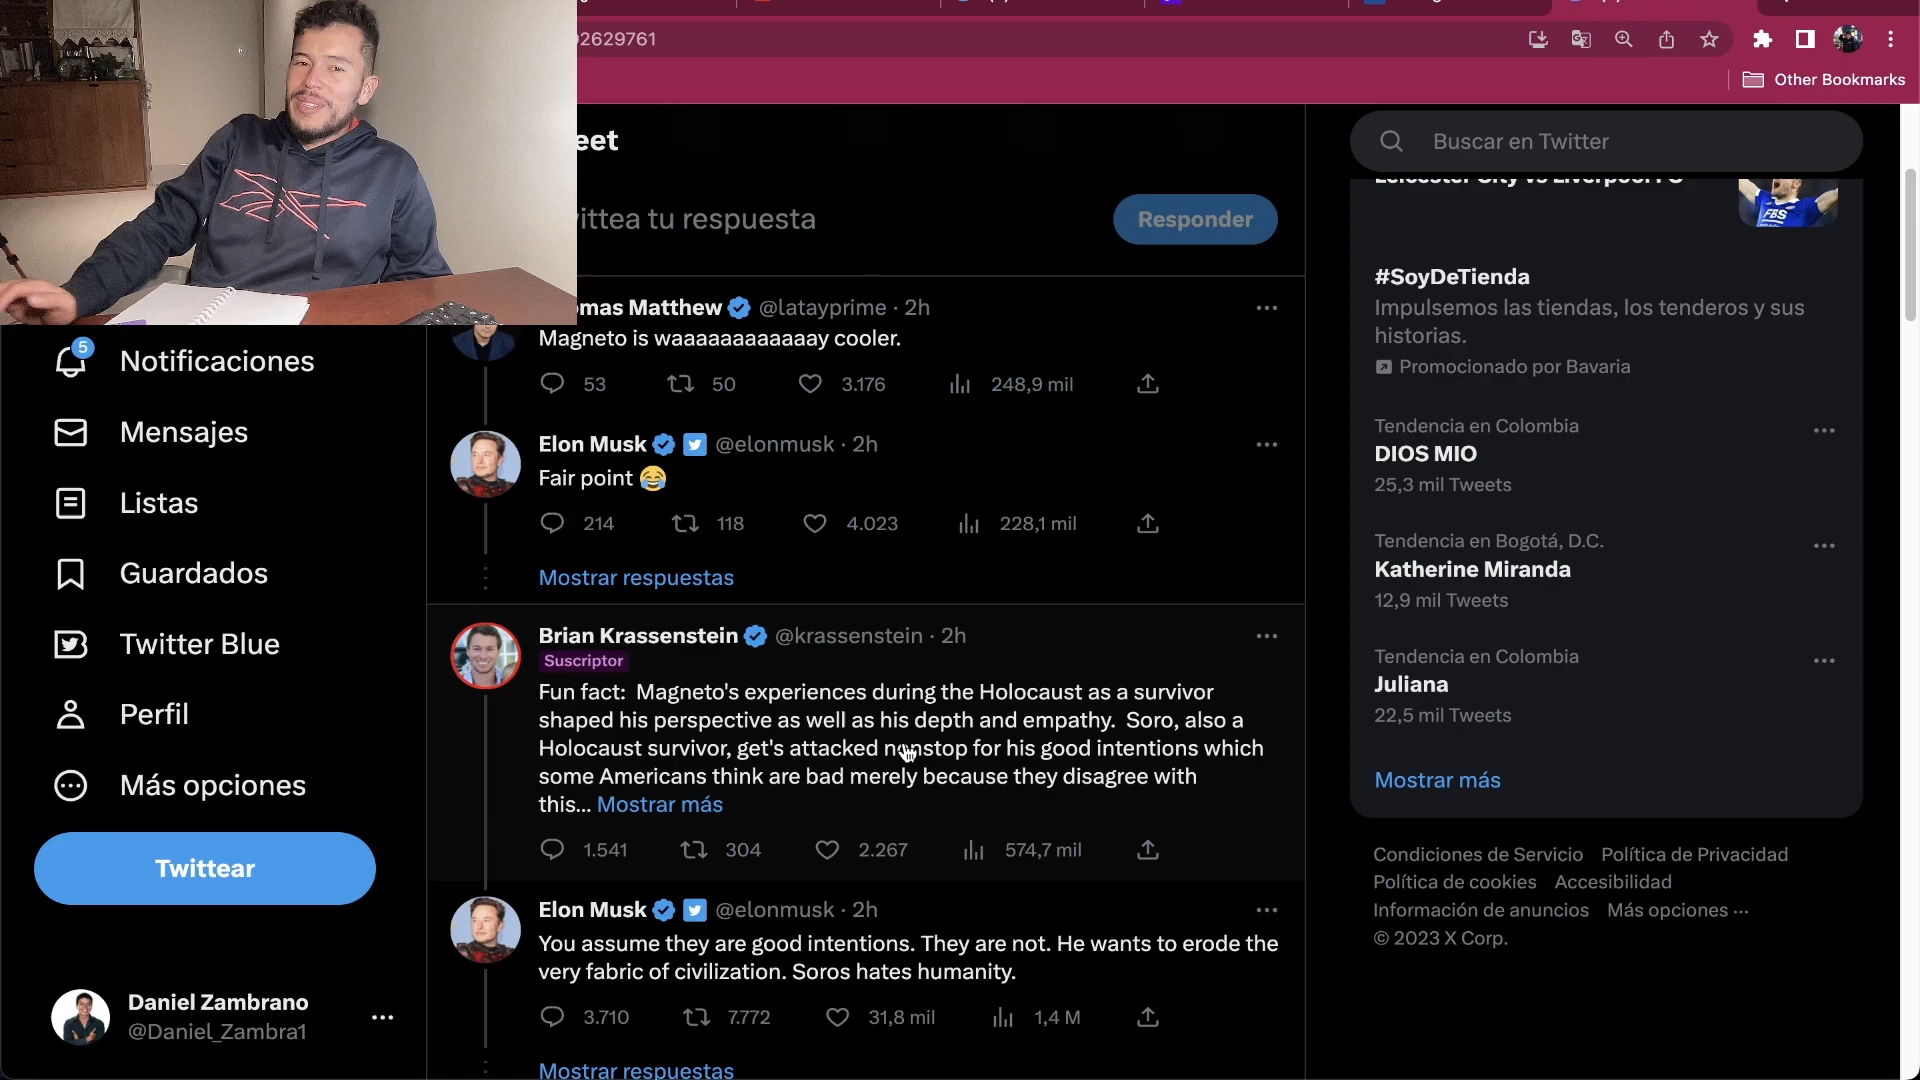 02629761
Other Bookmarks
eet
Buscar en Twitter
Leicester City vs Liverpool FC
FBS
ittea tu respuesta
Responder
#SoyDeTienda
Impulsemos las tiendas, los tenderos y sus
historias.
Promocionado por Bavaria
omas Matthew @latayprime · 2h
Magneto is waaaaaaaaaaay cooler.
53 50 3.176 248,9 mil
5
Notificaciones
Mensajes
Listas
Guardados
Twitter Blue
Perfil
Más opciones
Twittear
Daniel Zambrano
@Daniel_Zambra1
Elon Musk @elonmusk · 2h
Fair point 😂
214 118 4.023 228,1 mil
Mostrar respuestas
Brian Krassenstein @krassenstein · 2h
Suscriptor
Fun fact: Magneto's experiences during the Holocaust as a survivor
shaped his perspective as well as his depth and empathy. Soro, also a
Holocaust survivor, get's attacked nonstop for his good intentions which
some Americans think are bad merely because they disagree with
this... Mostrar más
1.541 304 2.267 574,7 mil
Elon Musk @elonmusk · 2h
You assume they are good intentions. They are not. He wants to erode the
very fabric of civilization. Soros hates humanity.
3.710 7.772 31,8 mil 1,4 M
Mostrar respuestas
Tendencia en Colombia
DIOS MIO
25,3 mil Tweets
Tendencia en Bogotá, D.C.
Katherine Miranda
12,9 mil Tweets
Tendencia en Colombia
Juliana
22,5 mil Tweets
Mostrar más
Condiciones de Servicio Política de Privacidad
Política de cookies Accesibilidad
Información de anuncios Más opciones ···
© 2023 X Corp.